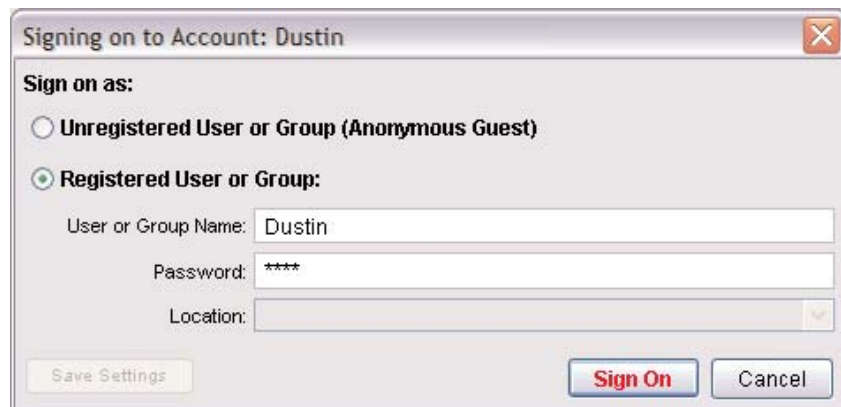 Signing on to Account: Dustin
Sign on as:
Unregistered User or Group (Anonymous Guest)
Registered User or Group:
User or Group Name: Dustin
Password: ****
Location:
Save Settings Sign On Cancel